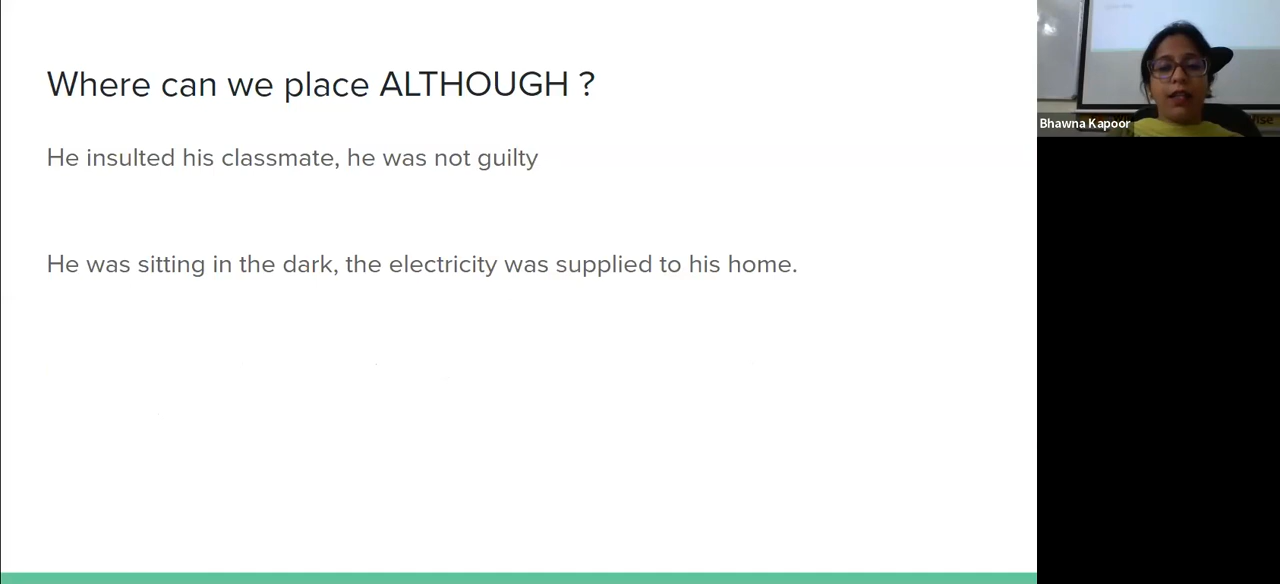 Where can we place ALTHOUGH ?
He insulted his classmate, he was not guilty
He was sitting in the dark, the electricity was supplied to his home.
Bhawna Kapoor